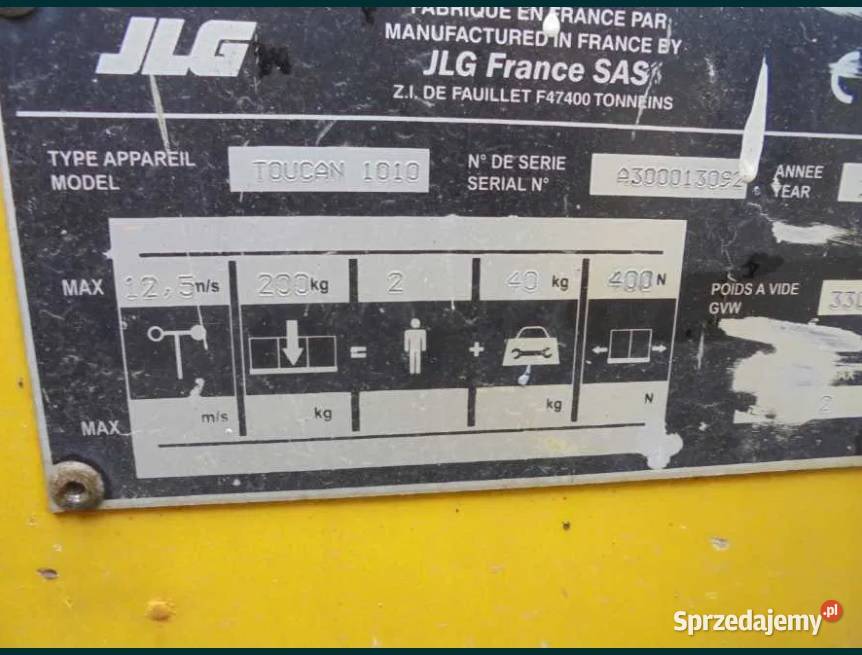 JLG
FABRIQUE EN FRANCE PAR
MANUFACTURED IN FRANCE BY
JLG France SAS
Z.I. DE FAUILLET F47400 TONNEINS
TYPE APPAREIL
MODEL
TOUCAN 1010
N° DE SERIE
SERIAL N°
A300013092
ANNEE
YEAR
MAX 12,5 m/s 200 kg 2 40 kg 400 N
= +
POIDS A VIDE
GVW
MAX m/s kg kg N
2
Sprzedajemy.pl